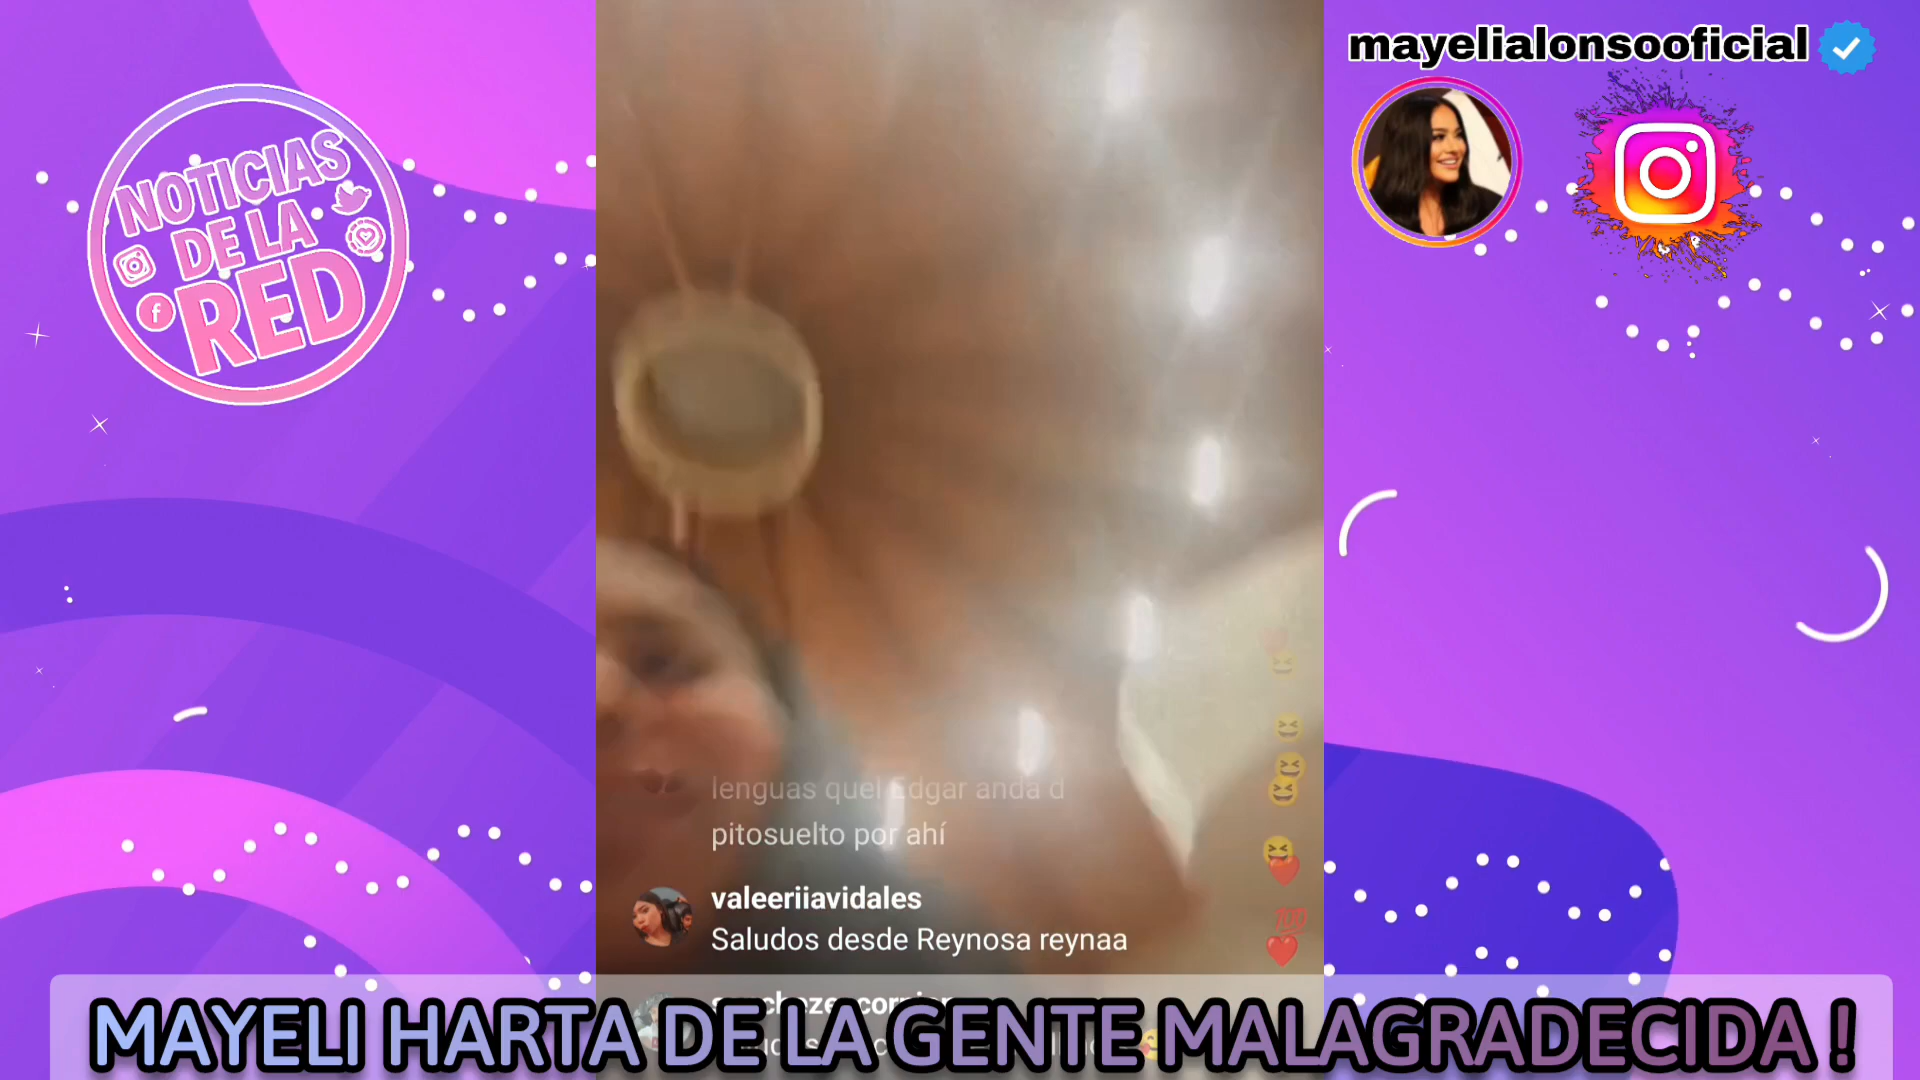 mayelialonsooficial
NOTICIAS
DE LA
RED
lenguas quel Edgar anda d
pitosuelto por ahí
valeeriiavidales
Saludos desde Reynosa reynaa
MAYELI HARTA DE LA GENTE MALAGRADECIDA !